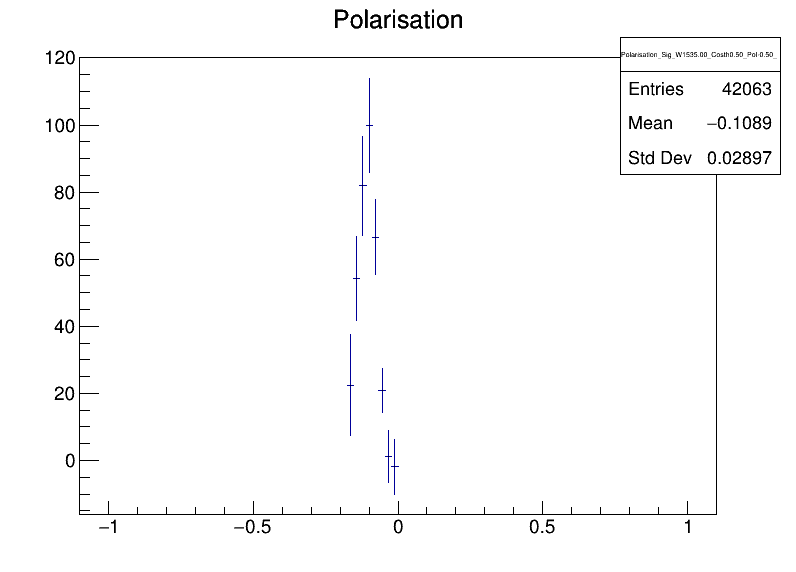 Polarisation
Polarisation_Sig_W1535.00_Costh0.50_Pol-0.50_
Entries 42063
Mean −0.1089
Std Dev 0.02897
120
100
80
60
40
20
0
−1 −0.5 0 0.5 1